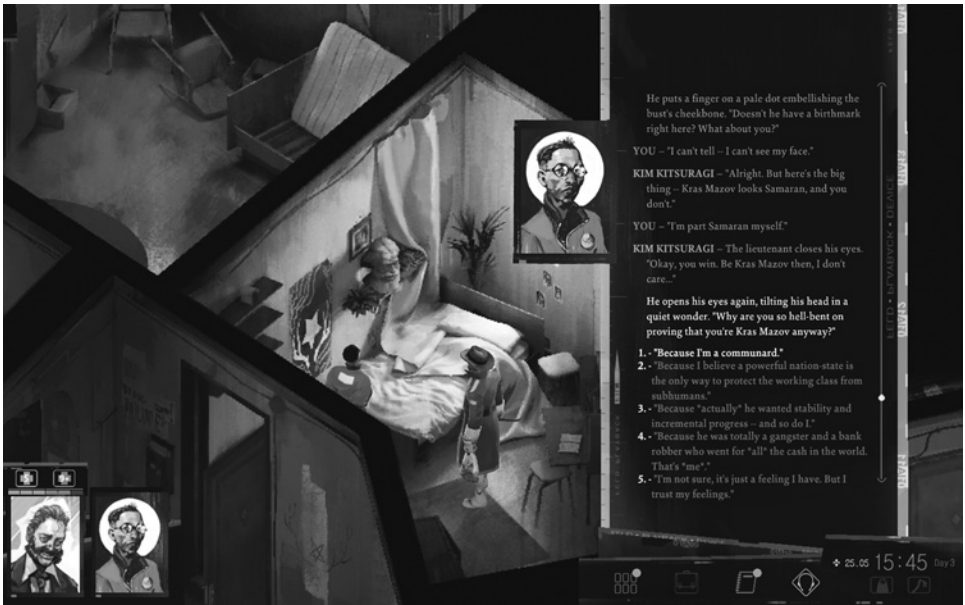 He puts a finger on a pale dot embellishing the
bust's cheekbone. "Doesn't he have a birthmark
right here? What about you?"
YOU – "I can't tell – I can't see my face."
KIM KITSURAGI – "Alright. But here's the big
thing – Kras Mazov looks Samaran, and you
don't."
YOU – "I'm part Samaran myself."
KIM KITSURAGI – The lieutenant closes his eyes.
"Okay, you win. Be Kras Mazov then, I don't
care..."
He opens his eyes again, tilting his head in a
quiet wonder. "Why are you so hell-bent on
proving that you're Kras Mazov anyway?"
1. - "Because I'm a communard."
2. - "Because I believe a powerful nation-state is
the only way to protect the working class from
subhumans."
3. - "Because *actually* he wanted stability and
incremental progress – and so do I."
4. - "Because he was totally a gangster and a bank
robber who went for *all* the cash in the world.
That's *me*."
5. - "I'm not sure, it's just a feeling I have. But I
trust my feelings."
25.05 15:45 Day 3